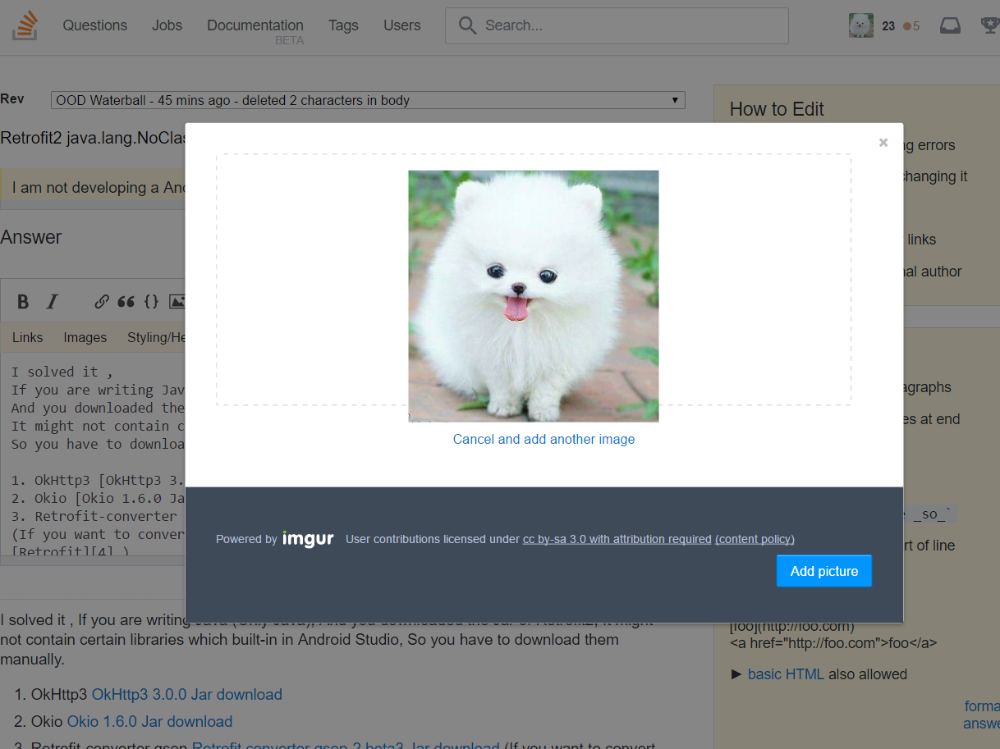 Questions Jobs Documentation Tags Users Search... 23 5
BETA
Rev OOD Waterball - 45 mins ago - deleted 2 characters in body
How to Edit
Retrofit2 java.lang.NoClas
g errors
changing it
I am not developing a And
Answer
links
nal author
B I
Links Images Styling/He
I solved it ,
If you are writing Jav
And you downloaded the
It might not contain c
So you have to downloa
1. OkHttp3 [OkHttp3 3.
2. Okio [Okio 1.6.0 Ja
3. Retrofit-converter
(If you want to conver
[Retrofit][4] )
agraphs
es at end
_so_`
rt of line
Cancel and add another image
Powered by imgur User contributions licensed under cc by-sa 3.0 with attribution required (content policy)
Add picture
I solved it , If you are writing Java (Only Java), And you downloaded the Jar of Retrofit2, It might
not contain certain libraries which built-in in Android Studio, So you have to download them
manually.
1. OkHttp3 OkHttp3 3.0.0 Jar download
2. Okio Okio 1.6.0 Jar download
3. Retrofit-converter-gson Retrofit-converter-gson-2-beta3 Jar download (If you want to convert
[foo](http://foo.com)
<a href="http://foo.com">foo</a>
► basic HTML also allowed
forma
answe